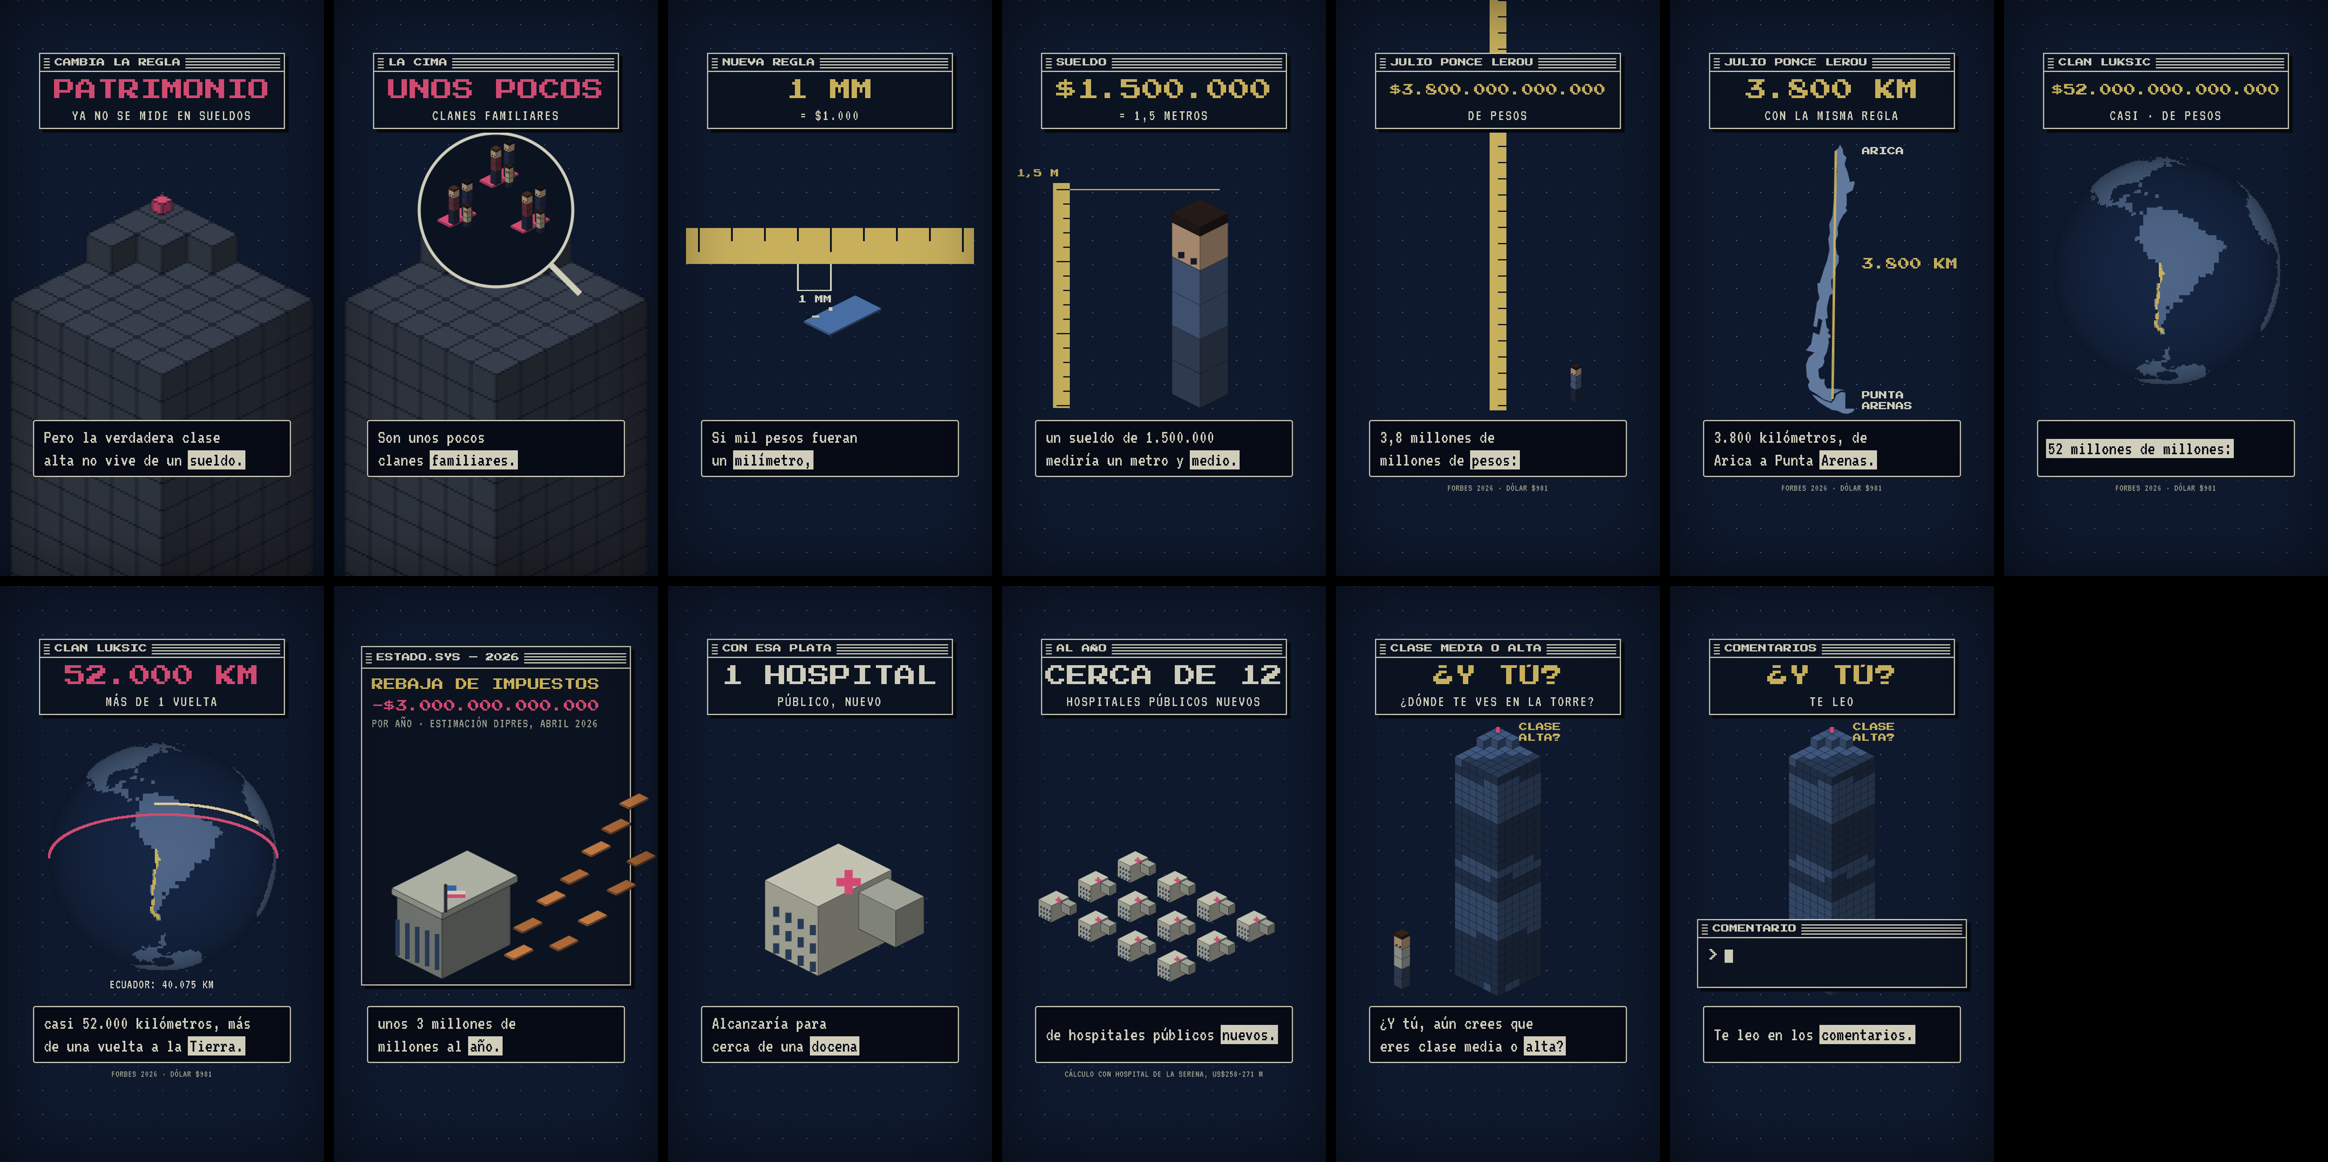 CAMBIA LA REGLA
PATRIMONIO
YA NO SE MIDE EN SUELDOS
Pero la verdadera clase
alta no vive de un sueldo.
LA CIMA
UNOS POCOS
CLANES FAMILIARES
Son unos pocos
clanes familiares.
NUEVA REGLA
1 MM
= $1.000
1 MM
Si mil pesos fueran
un milímetro,
SUELDO
$1.500.000
= 1,5 METROS
1,5 M
un sueldo de 1.500.000
mediría un metro y medio.
JULIO PONCE LEROU
$3.800.000.000.000
DE PESOS
3,8 millones de
millones de pesos:
FORBES 2026 · DÓLAR $901
JULIO PONCE LEROU
3.800 KM
CON LA MISMA REGLA
ARICA
3.800 KM
PUNTA
ARENAS
3.800 kilómetros, de
Arica a Punta Arenas.
FORBES 2026 · DÓLAR $901
CLAN LUKSIC
$52.000.000.000.000
CASI · DE PESOS
52 millones de millones:
FORBES 2026 · DÓLAR $901
CLAN LUKSIC
52.000 KM
MÁS DE 1 VUELTA
ECUADOR: 40.075 KM
casi 52.000 kilómetros, más
de una vuelta a la Tierra.
FORBES 2026 · DÓLAR $901
ESTADO.SYS — 2026
REBAJA DE IMPUESTOS
-$3.000.000.000.000
POR AÑO · ESTIMACIÓN DIPRES, ABRIL 2026
unos 3 millones de
millones al año.
CON ESA PLATA
1 HOSPITAL
PÚBLICO, NUEVO
Alcanzaría para
cerca de una docena
AL AÑO
CERCA DE 12
HOSPITALES PÚBLICOS NUEVOS
de hospitales públicos nuevos.
CÁLCULO CON HOSPITAL DE LA SERENA, US$250-271 M
CLASE MEDIA O ALTA
¿Y TÚ?
¿DÓNDE TE VES EN LA TORRE?
CLASE
ALTA?
¿Y tú, aún crees que
eres clase media o alta?
COMENTARIOS
¿Y TÚ?
TE LEO
CLASE
ALTA?
COMENTARIO
>
Te leo en los comentarios.